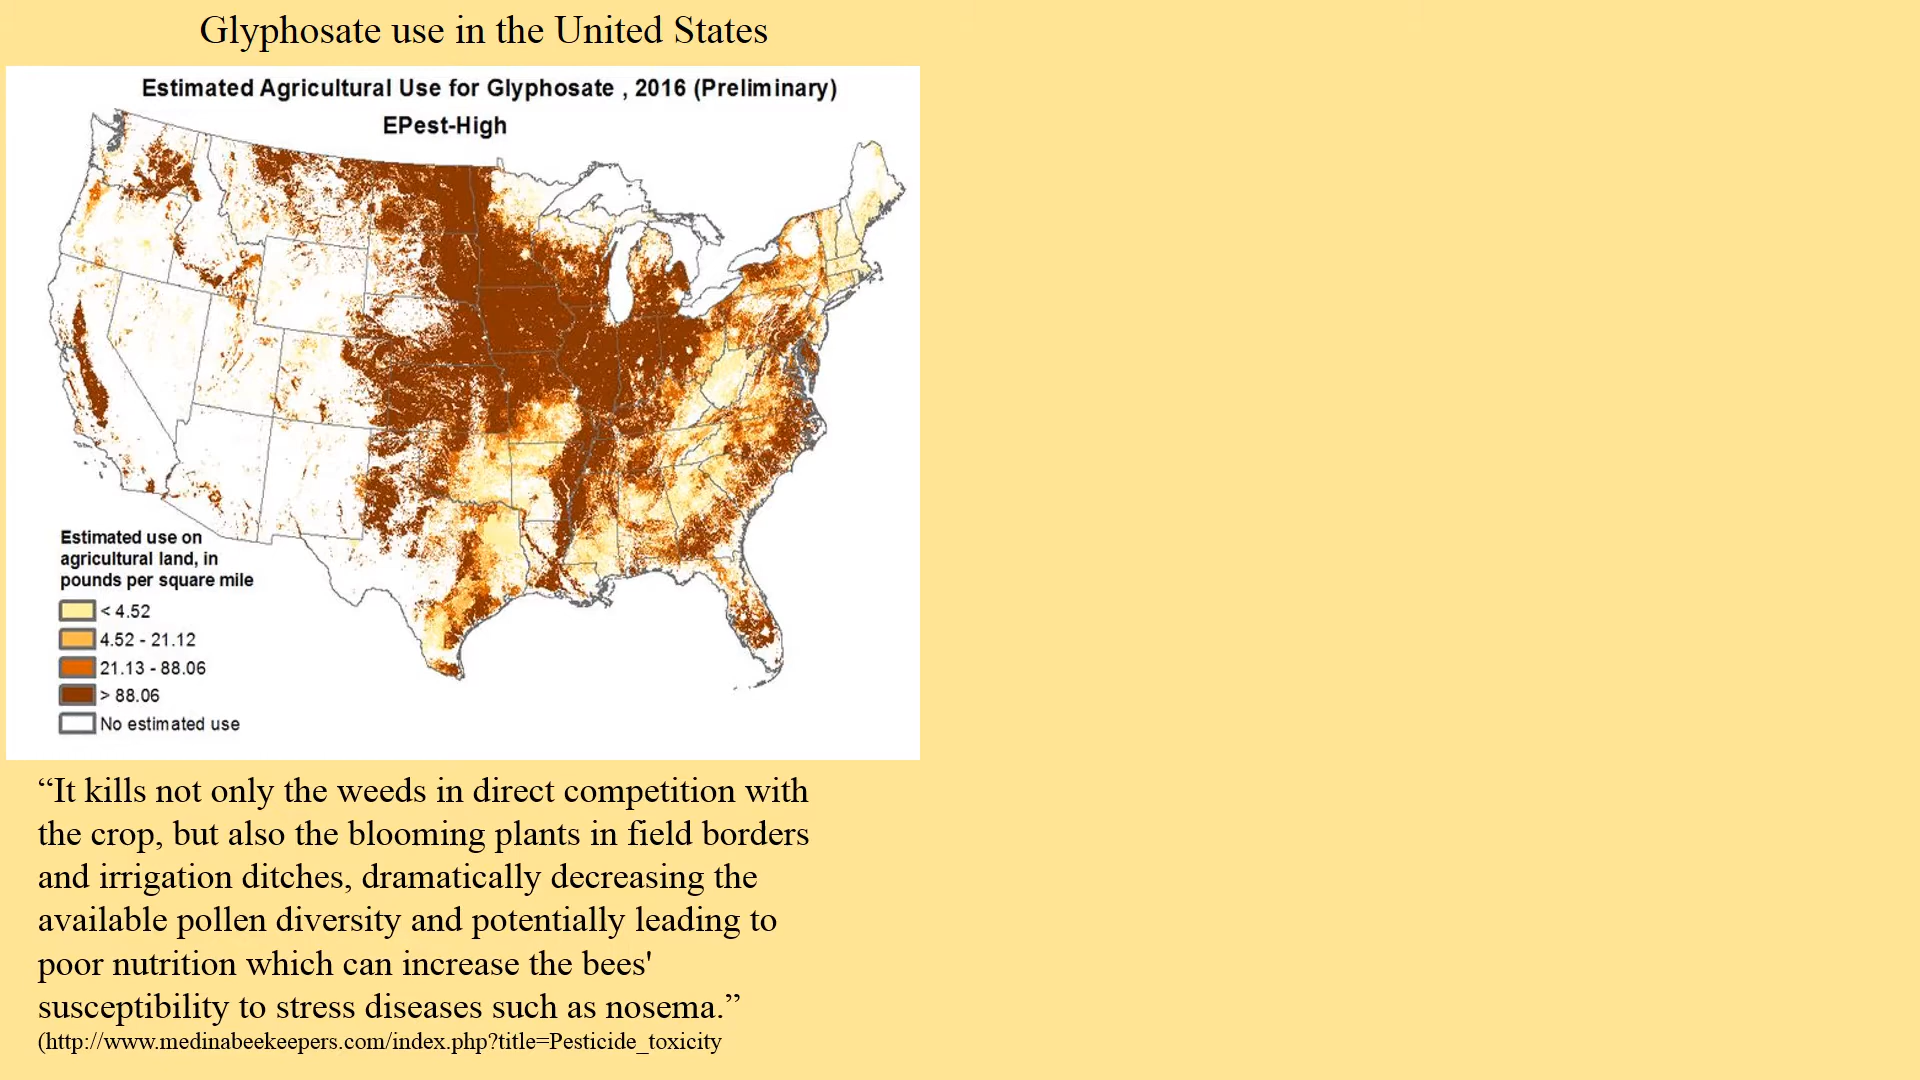 Glyphosate use in the United States
Estimated Agricultural Use for Glyphosate , 2016 (Preliminary)
EPest-High
Estimated use on
agricultural land, in
pounds per square mile
< 4.52
4.52 - 21.12
21.13 - 88.06
> 88.06
No estimated use
“It kills not only the weeds in direct competition with
the crop, but also the blooming plants in field borders
and irrigation ditches, dramatically decreasing the
available pollen diversity and potentially leading to
poor nutrition which can increase the bees'
susceptibility to stress diseases such as nosema.”
(http://www.medinabeekeepers.com/index.php?title=Pesticide_toxicity